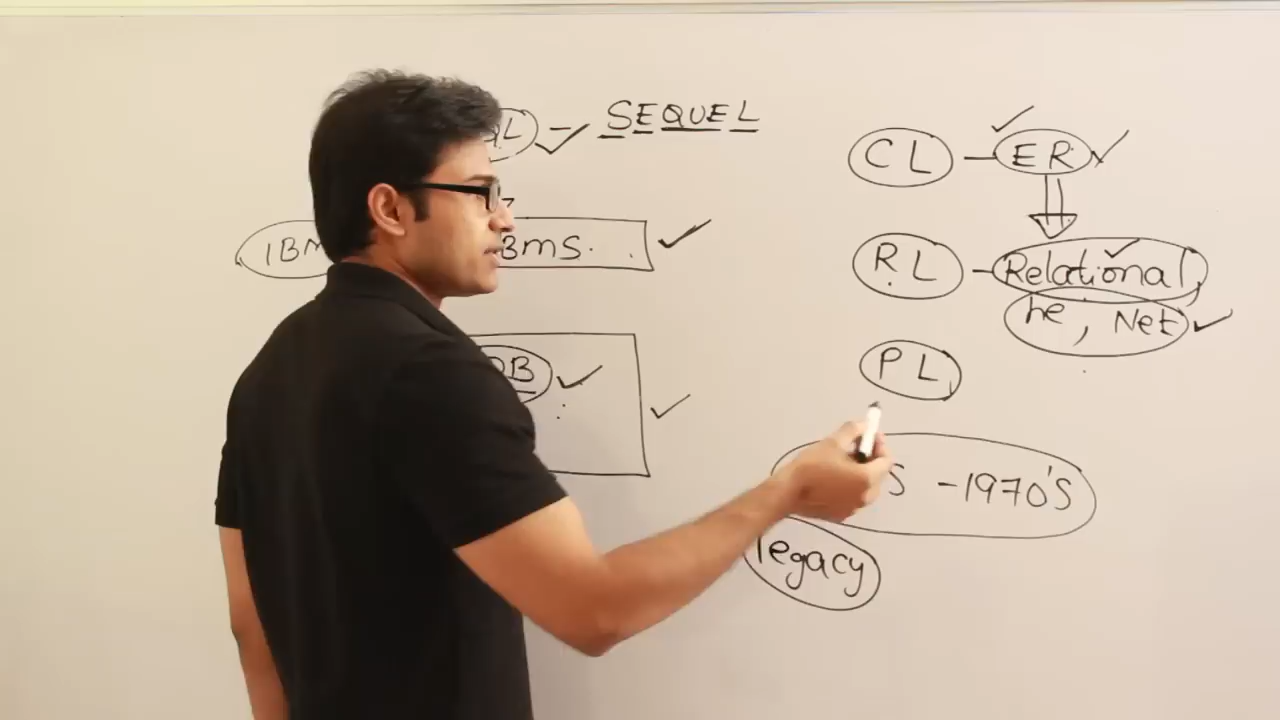 - SEQUEL
CL - ER
RL - Relational,
he, Net
PL
S - 1970'S
legacy